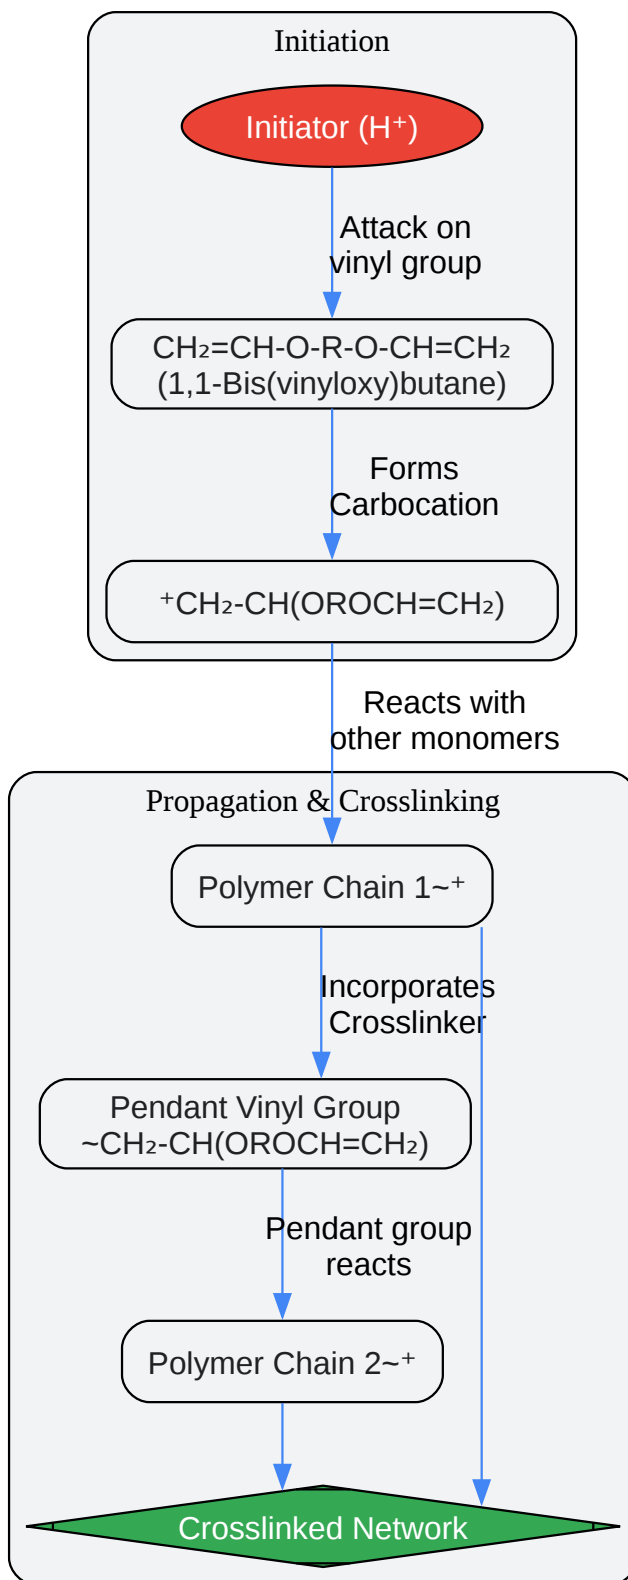 Initiation
Initiator (H⁺)
Attack on
vinyl group
CH₂=CH-O-R-O-CH=CH₂
(1,1-Bis(vinyloxy)butane)
Forms
Carbocation
⁺CH₂-CH(OROCH=CH₂)
Reacts with
other monomers
Propagation & Crosslinking
Polymer Chain 1~⁺
Incorporates
Crosslinker
Pendant Vinyl Group
~CH₂-CH(OROCH=CH₂)
Pendant group
reacts
Polymer Chain 2~⁺
Crosslinked Network